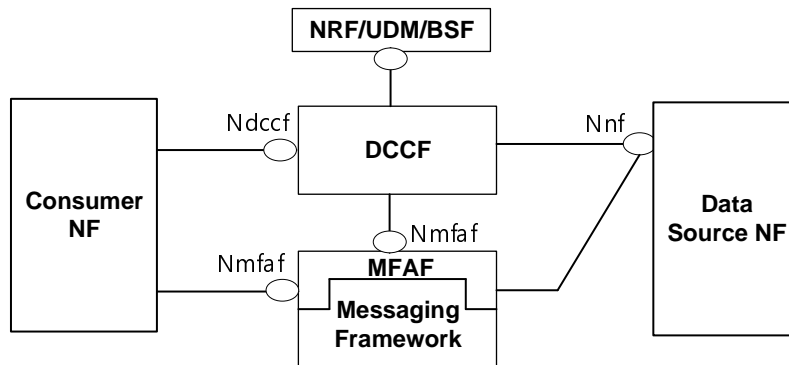 NRF/UDM/BSF
Ndccf
Nnf
DCCF
Consumer
NF
Data
Source NF
Nmfaf
Nmfaf
MFAF
Messaging
Framework